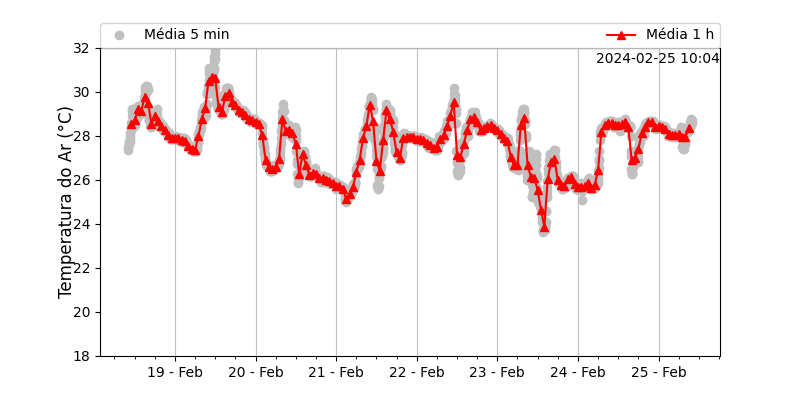 Média 5 min
Média 1 h
2024-02-25 10:04
Temperatura do Ar (°C)
32
30
28
26
24
22
20
18
19 - Feb
20 - Feb
21 - Feb
22 - Feb
23 - Feb
24 - Feb
25 - Feb